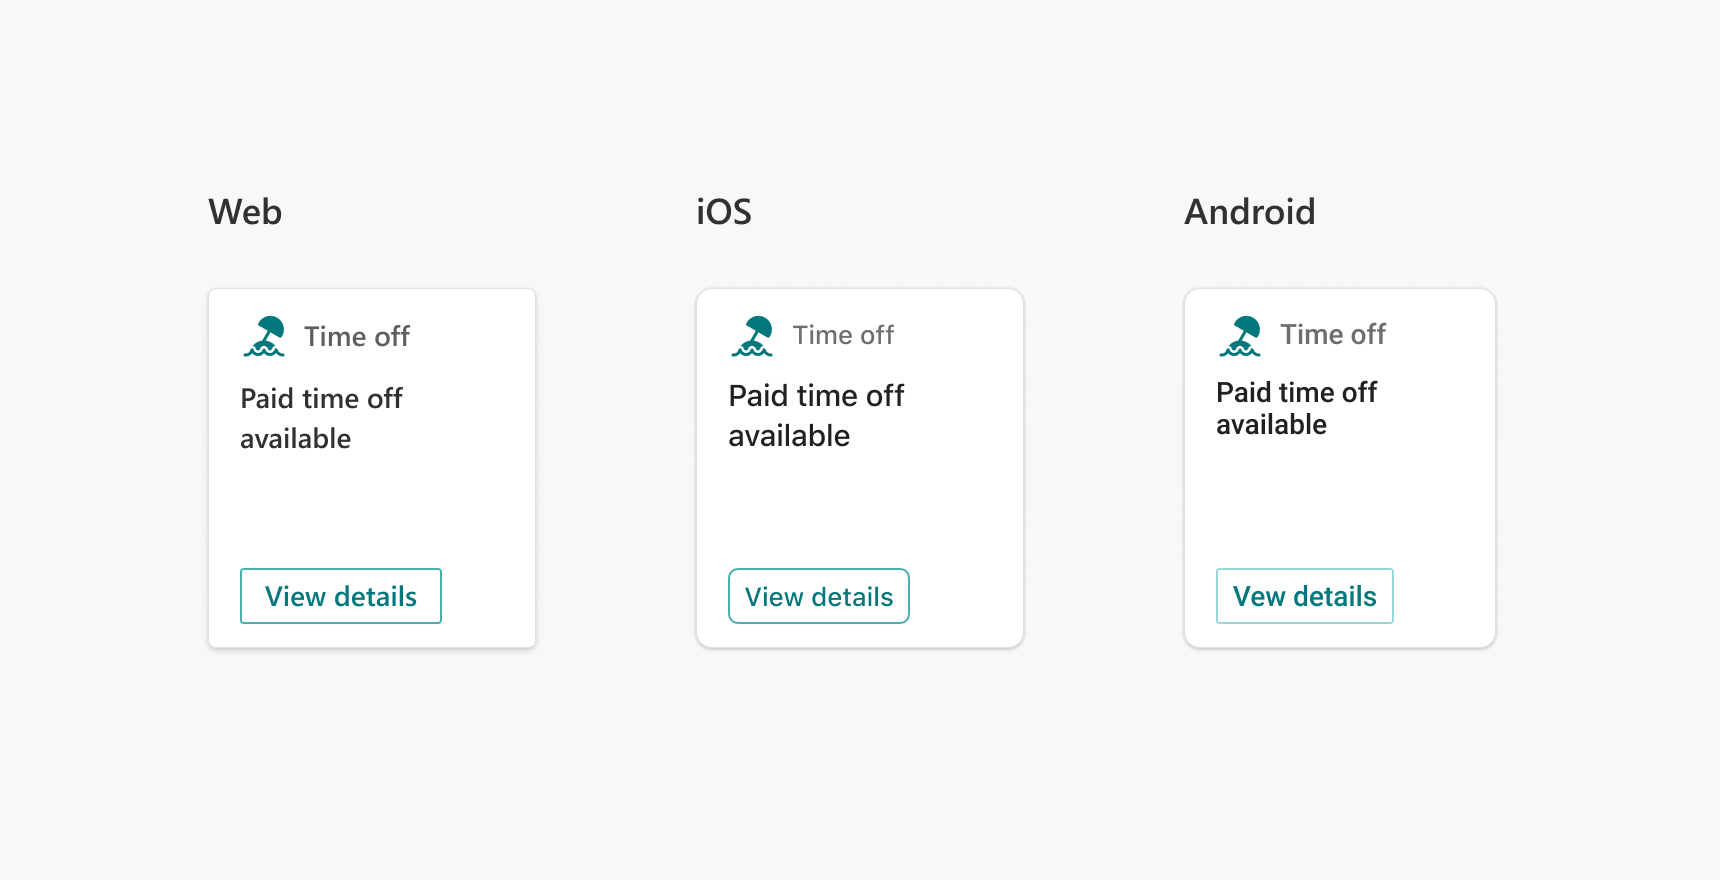 Web
iOS
Android
Time off
Paid time off
available
View details
Time off
Paid time off
available
View details
Time off
Paid time off
available
Vew details